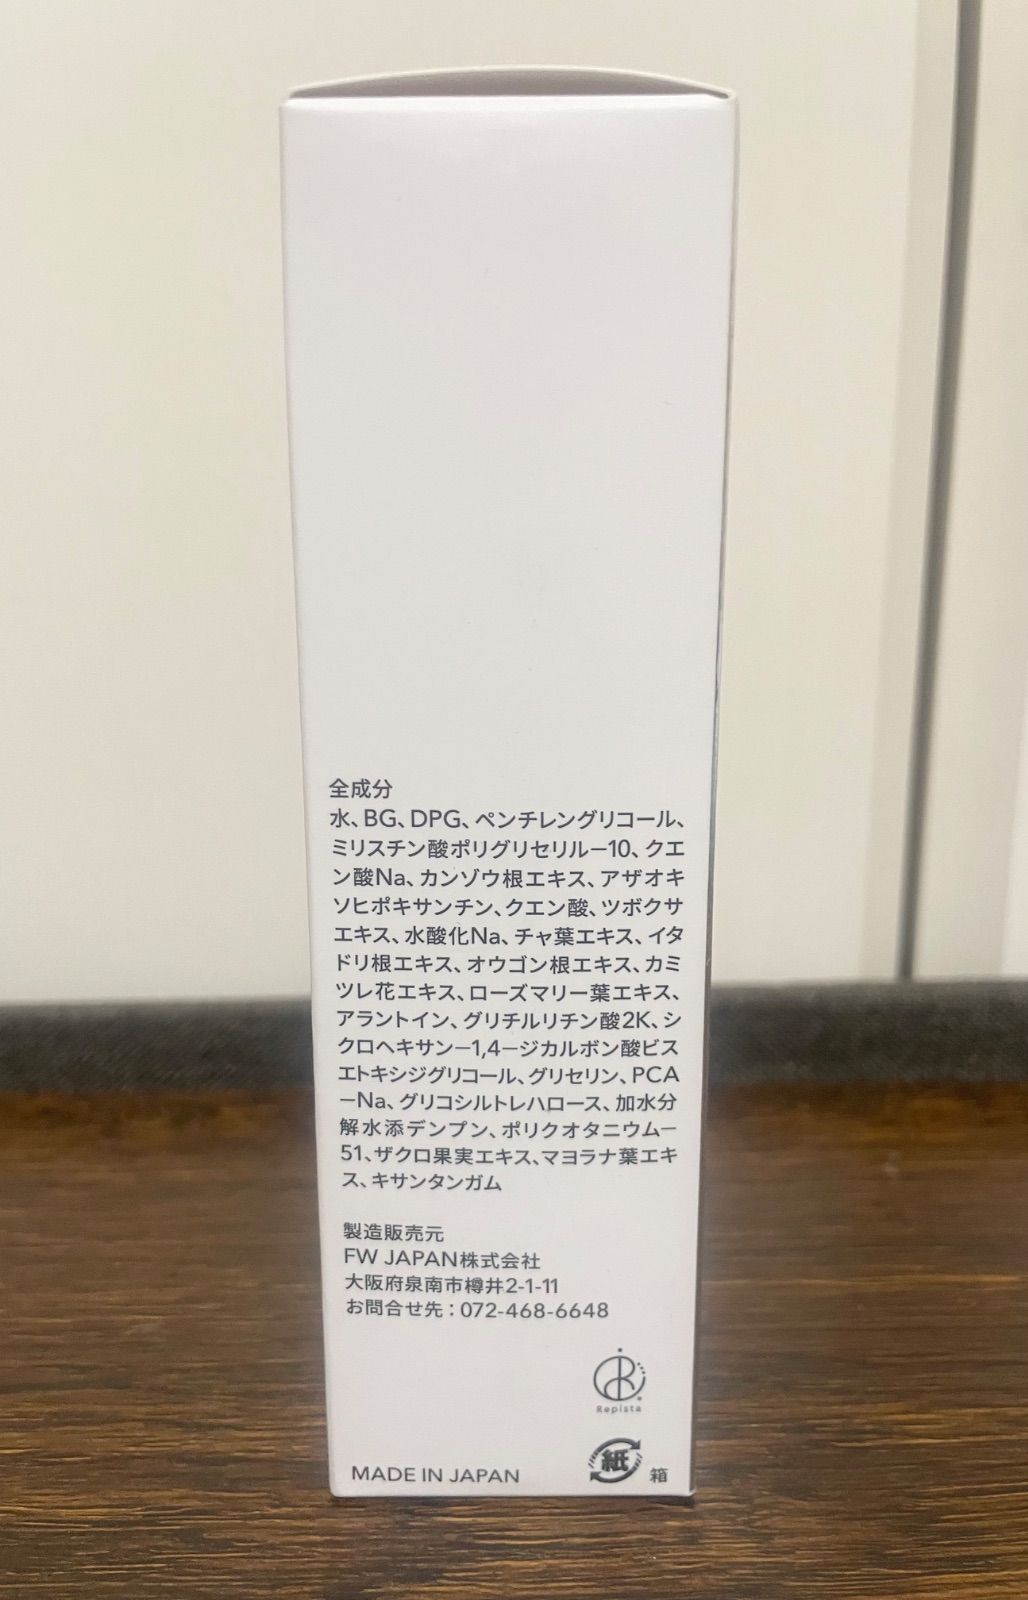 全成分
水、BG、DPG、ペンチレングリコール、
ミリスチン酸ポリグリセリル－10、クエ
ン酸Na、カンゾウ根エキス、アザオキ
ソヒポキサンチン、クエン酸、ツボクサ
エキス、水酸化Na、チャ葉エキス、イタ
ドリ根エキス、オウゴン根エキス、カミ
ツレ花エキス、ローズマリー葉エキス、
アラントイン、グリチルリチン酸2K、シ
クロヘキサン－1,4－ジカルボン酸ビス
エトキシジグリコール、グリセリン、PCA
－Na、グリコシルトレハロース、加水分
解水添デンプン、ポリクオタニウム－
51、ザクロ果実エキス、マヨラナ葉エキ
ス、キサンタンガム
製造販売元
FW JAPAN株式会社
大阪府泉南市樽井2-1-11
お問合せ先：072-468-6648
Repista
紙
箱
MADE IN JAPAN